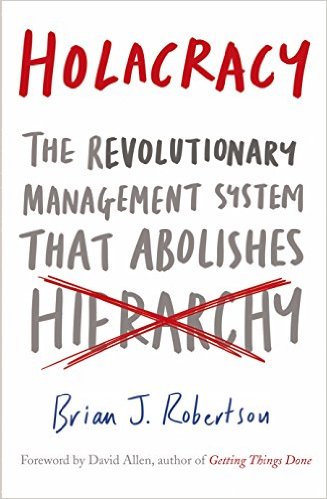 HOLACRACY
THE REVOLUTIONARY
MANAGEMENT SYSTEM
THAT ABOLISHES
HIERARCHY
Brian J. Robertson
Foreword by David Allen, author of Getting Things Done